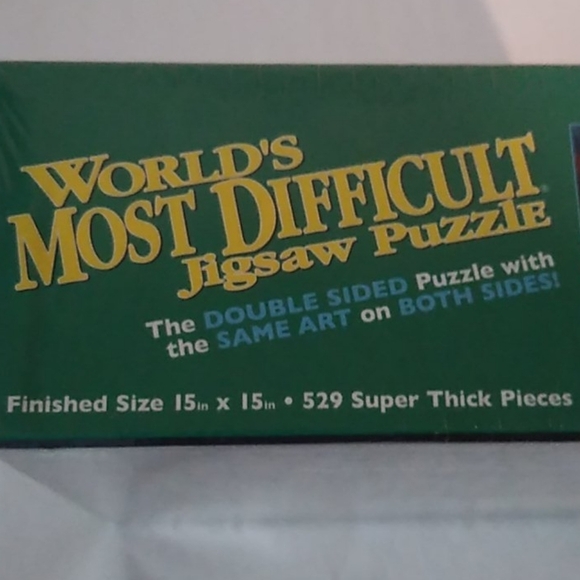 WORLD'S
MOST DIFFICULT
Jigsaw Puzzle
The DOUBLE SIDED Puzzle with
the SAME ART on BOTH SIDES!
Finished Size 15in x 15in • 529 Super Thick Pieces